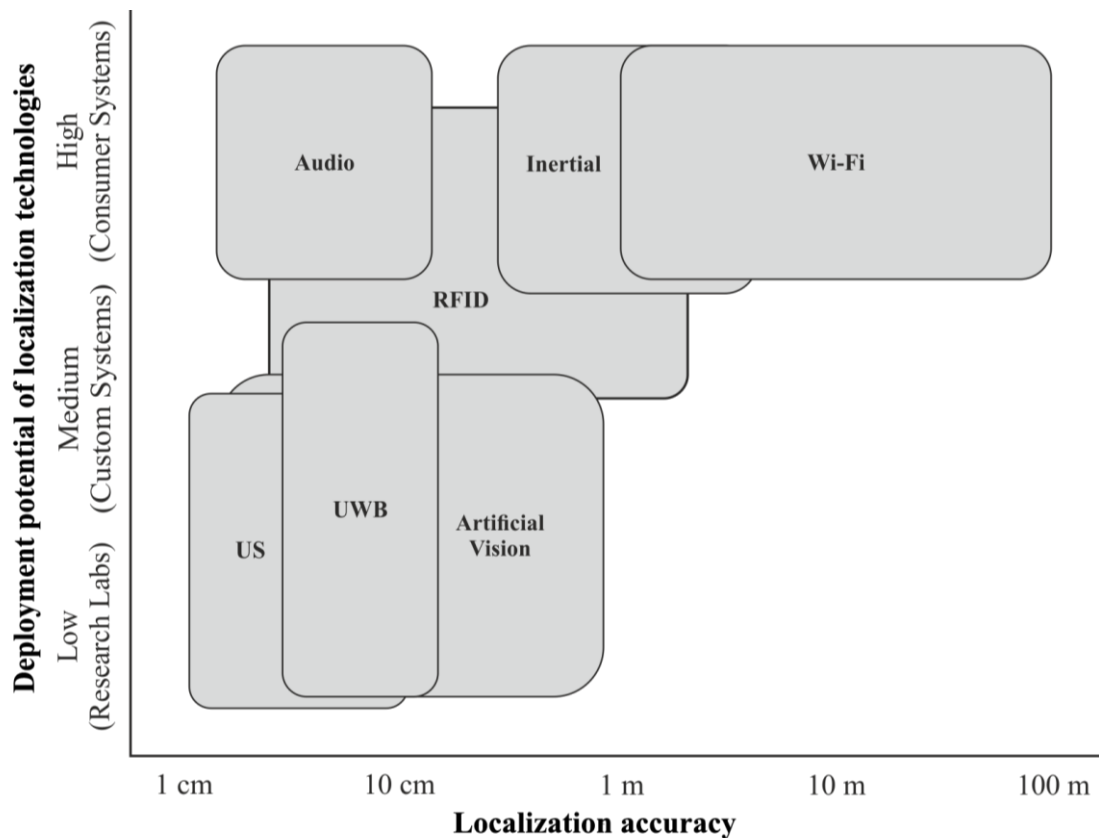 Deployment potential of localization technologies
High
(Consumer Systems)
Medium
(Custom Systems)
Low
(Research Labs)
Audio
Inertial
Wi-Fi
RFID
UWB
US
Artificial
Vision
1 cm
10 cm
1 m
10 m
100 m
Localization accuracy